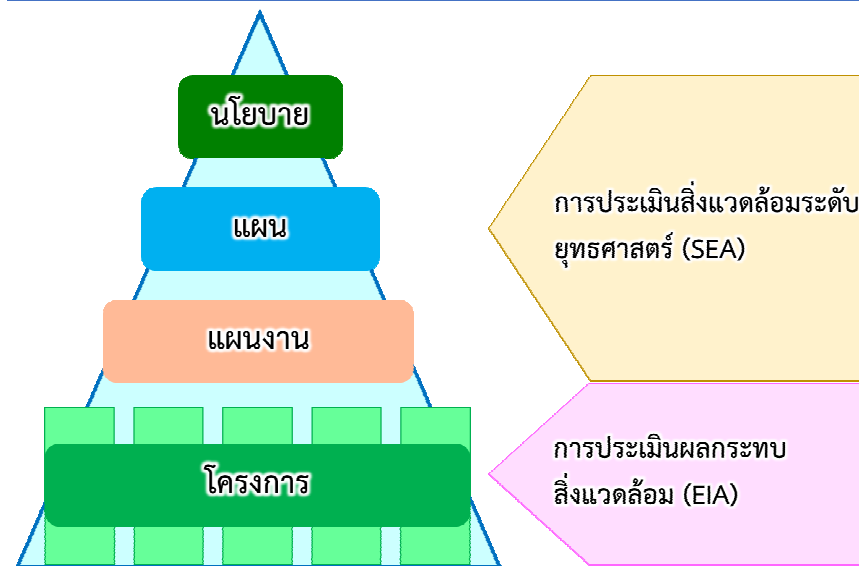 นโยบาย
แผน
แผนงาน
โครงการ
การประเมินสิ่งแวดล้อมระดับ
ยุทธศาสตร์ (SEA)
การประเมินผลกระทบ
สิ่งแวดล้อม (EIA)